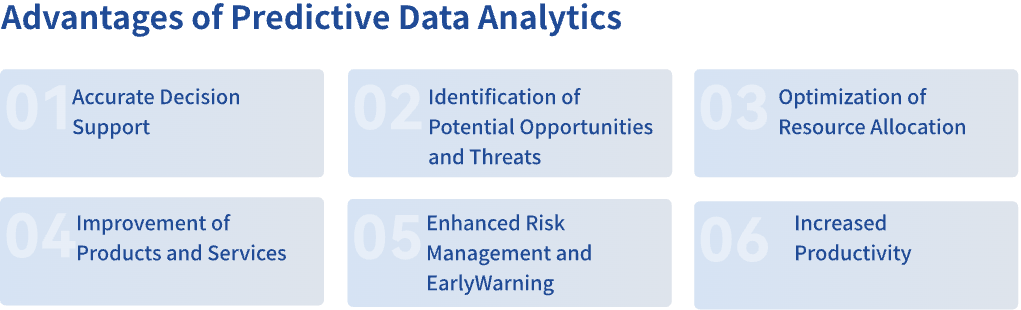 Advantages of Predictive Data Analytics
01
Accurate Decision
Support
02
Identification of
Potential Opportunities
and Threats
03
Optimization of
Resource Allocation
04
Improvement of
Products and Services
05
Enhanced Risk
Management and
EarlyWarning
06
Increased
Productivity